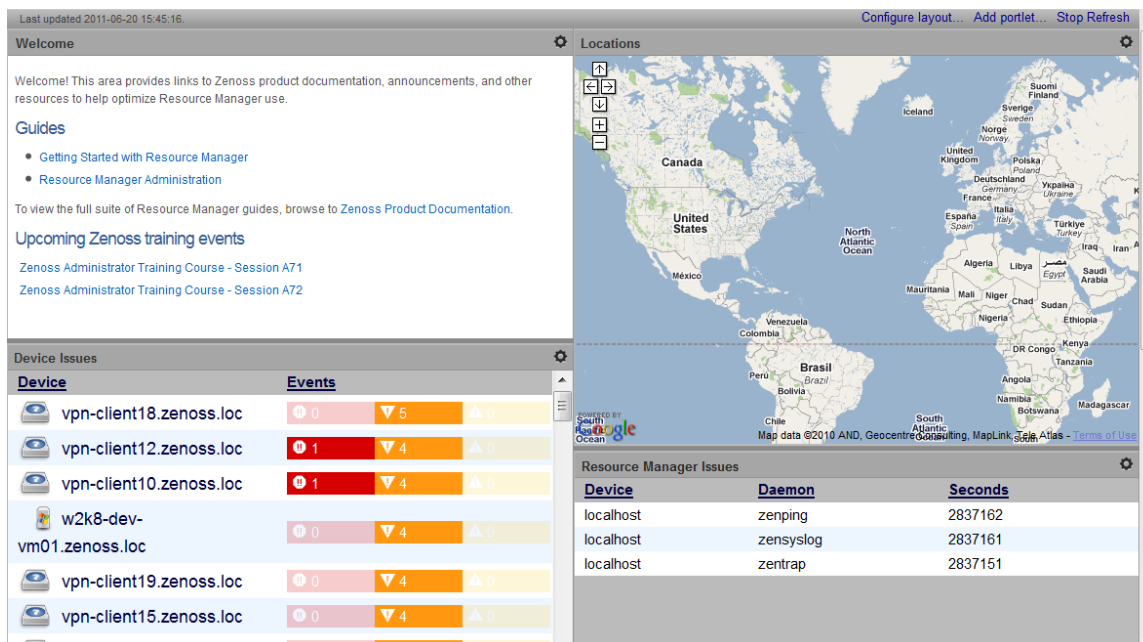 Last updated 2011-06-20 15:45:16.
Configure layout... Add portlet... Stop Refresh
Welcome
Welcome! This area provides links to Zenoss product documentation, announcements, and other
resources to help optimize Resource Manager use.
Guides
Getting Started with Resource Manager
Resource Manager Administration
To view the full suite of Resource Manager guides, browse to Zenoss Product Documentation.
Upcoming Zenoss training events
Zenoss Administrator Training Course - Session A71
Zenoss Administrator Training Course - Session A72
Device Issues
Device Events
vpn-client18.zenoss.loc 0 5 0
vpn-client12.zenoss.loc 1 4 0
vpn-client10.zenoss.loc 1 4 0
w2k8-dev-
vm01.zenoss.loc 0 4 0
vpn-client19.zenoss.loc 0 4 0
vpn-client15.zenoss.loc 0 4 0
Locations
Suomi
Finland
Iceland
Sverige
Sweden
Norge
Norway
United
Kingdom
Polska
Poland
Canada
Deutschland
Germany
Україна
Ukraine
France
Italia
Italy
España
Spain
United
States
Türkiye
Turkey
North
Atlantic
Ocean
Iraq
Iran
Algeria
Libya
مصر
Egypt
Saudi
Arabia
México
Mauritania
Mali
Niger
Chad
Sudan
Venezuela
Nigeria
Ethiopia
Colombia
Kenya
DR Congo
Tanzania
Brasil
Brazil
Perú
Bolivia
Angola
Namibia
Botswana
Madagascar
Chile
South
Atlantic
POWERED BY
Google
South
Ocean
Map data ©2010 AND, Geocentre Consulting, MapLink, Tele Atlas - Terms of Use
South
Resource Manager Issues
Device Daemon Seconds
localhost zenping 2837162
localhost zensyslog 2837161
localhost zentrap 2837151